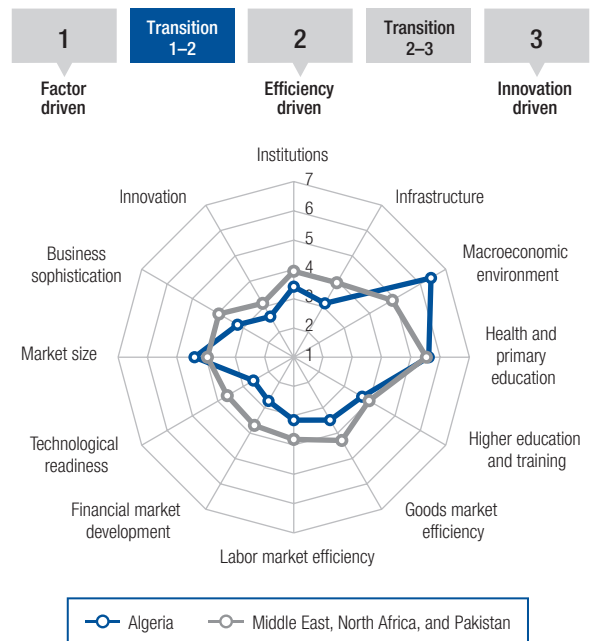 1
Transition
1–2
2
Transition
2–3
3
Factor
driven
Efficiency
driven
Innovation
driven
Institutions
Infrastructure
Macroeconomic
environment
Health and
primary
education
Higher education
and training
Goods market
efficiency
Labor market efficiency
Financial market
development
Technological
readiness
Market size
Business
sophistication
Innovation
7
6
5
4
3
2
1
Algeria
Middle East, North Africa, and Pakistan